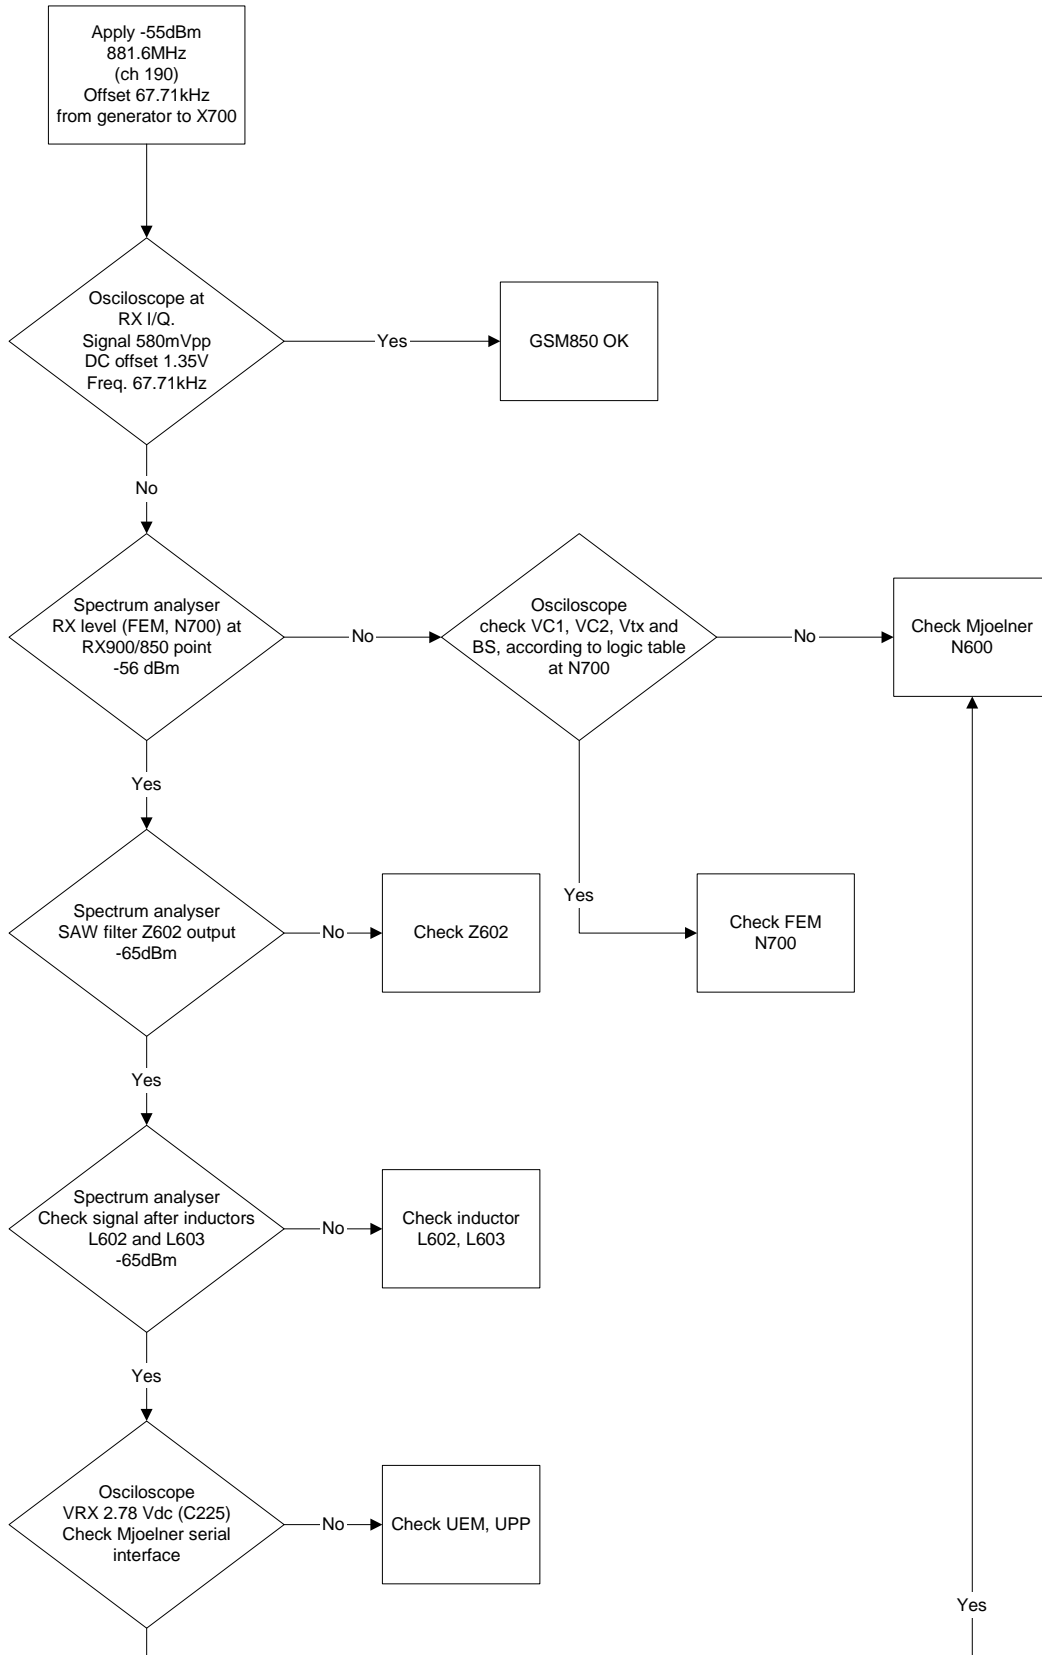 Apply -55dBm
881.6MHz
(ch 190)
Offset 67.71kHz
from generator to X700
Osciloscope at
RX I/Q.
Signal 580mVpp
DC offset 1.35V
Freq. 67.71kHz
Yes
GSM850 OK
No
Spectrum analyser
RX level (FEM, N700) at
RX900/850 point
-56 dBm
No
Osciloscope
check VC1, VC2, Vtx and
BS, according to logic table
at N700
No
Check Mjoelner
N600
Yes
Yes
Check FEM
N700
Spectrum analyser
SAW filter Z602 output
-65dBm
No
Check Z602
Yes
Spectrum analyser
Check signal after inductors
L602 and L603
-65dBm
No
Check inductor
L602, L603
Yes
Osciloscope
VRX 2.78 Vdc (C225)
Check Mjoelner serial
interface
No
Check UEM, UPP
Yes